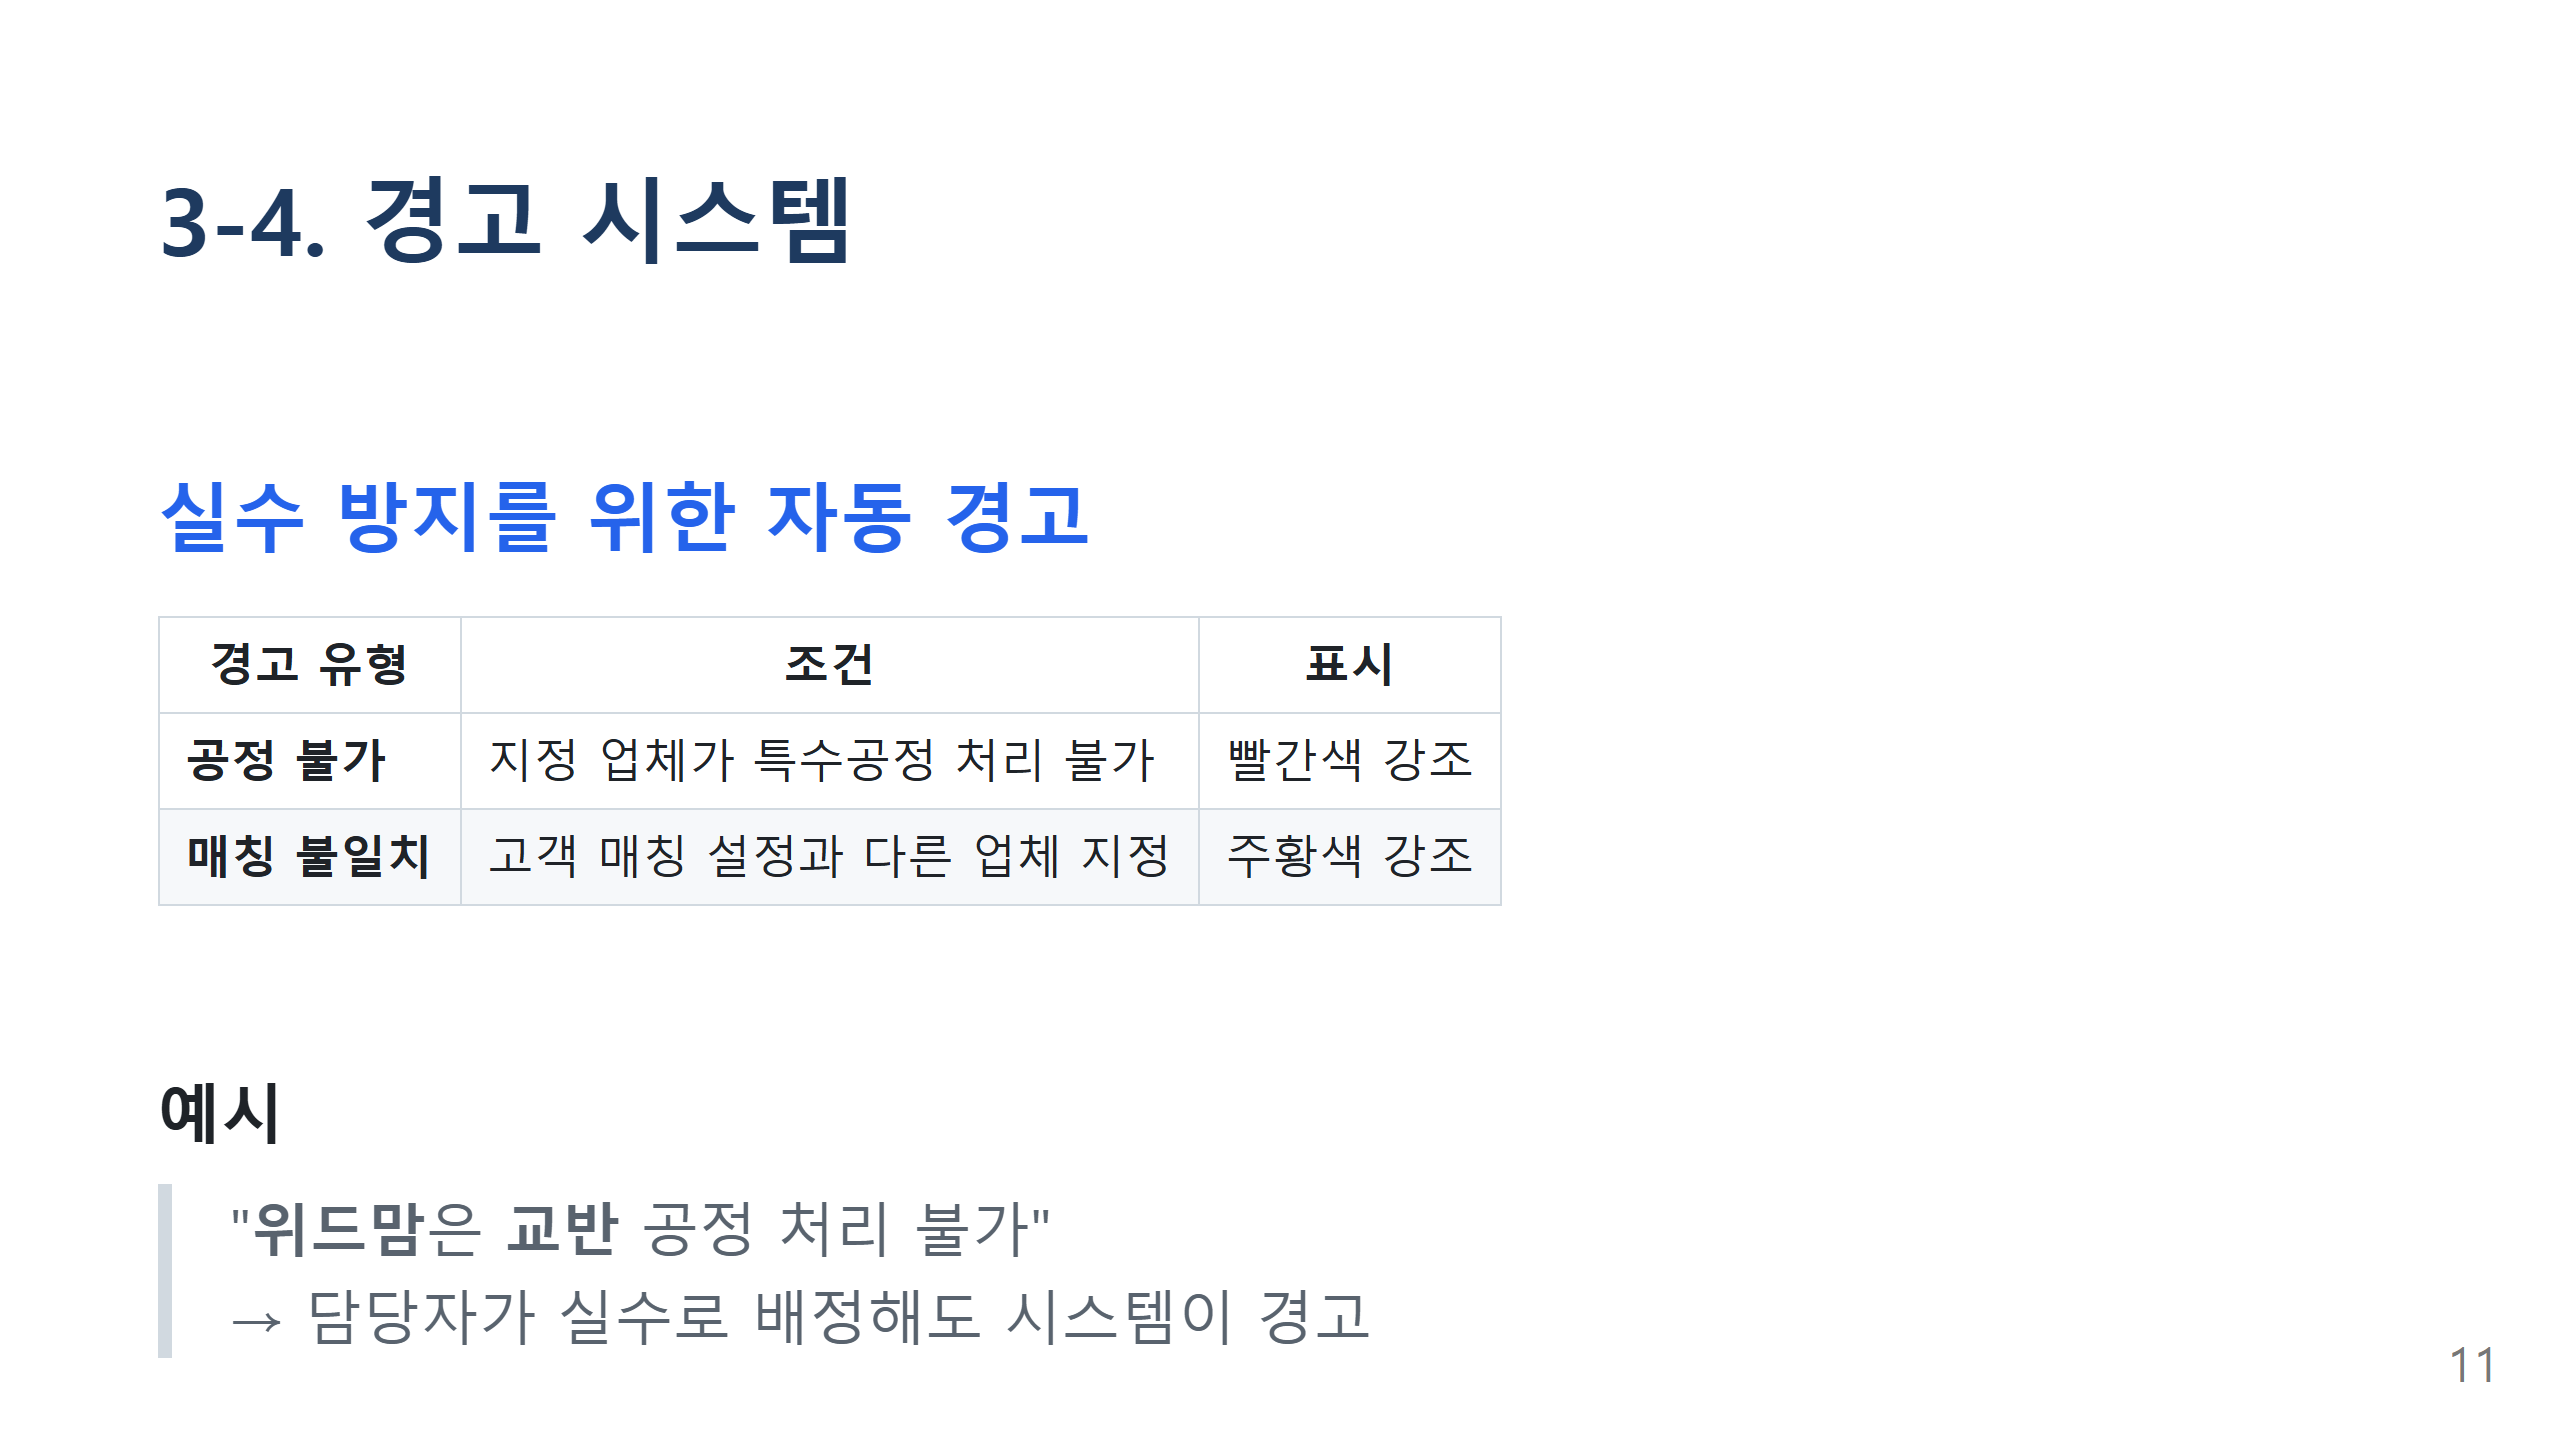 3-4. 경고 시스템
실수 방지를 위한 자동 경고
경고 유형 조건 표시
공정 불가 지정 업체가 특수공정 처리 불가 빨간색 강조
매칭 불일치 고객 매칭 설정과 다른 업체 지정 주황색 강조
예시
"위드맘은 교반 공정 처리 불가"
→ 담당자가 실수로 배정해도 시스템이 경고
11